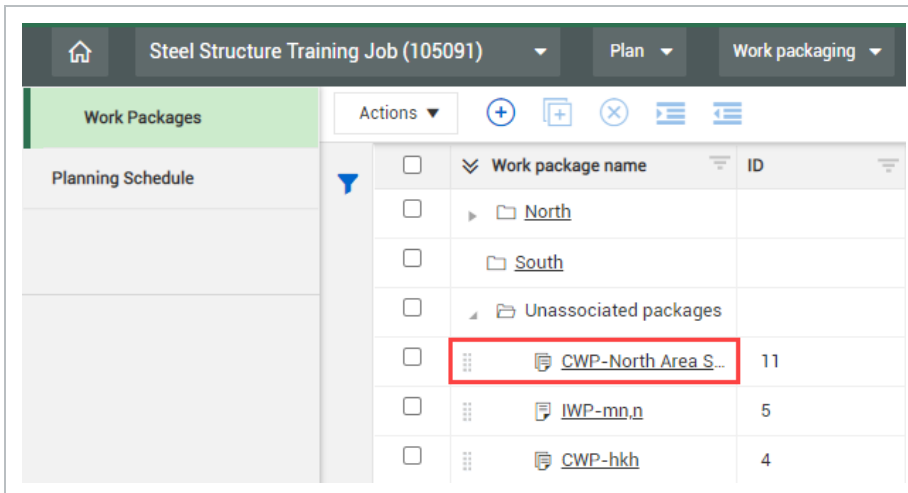 Steel Structure Training Job (105091) Plan Work packaging
Work Packages
Actions
Planning Schedule
Work package name ID
North
South
Unassociated packages
CWP-North Area S... 11
IWP-mn,n 5
CWP-hkh 4